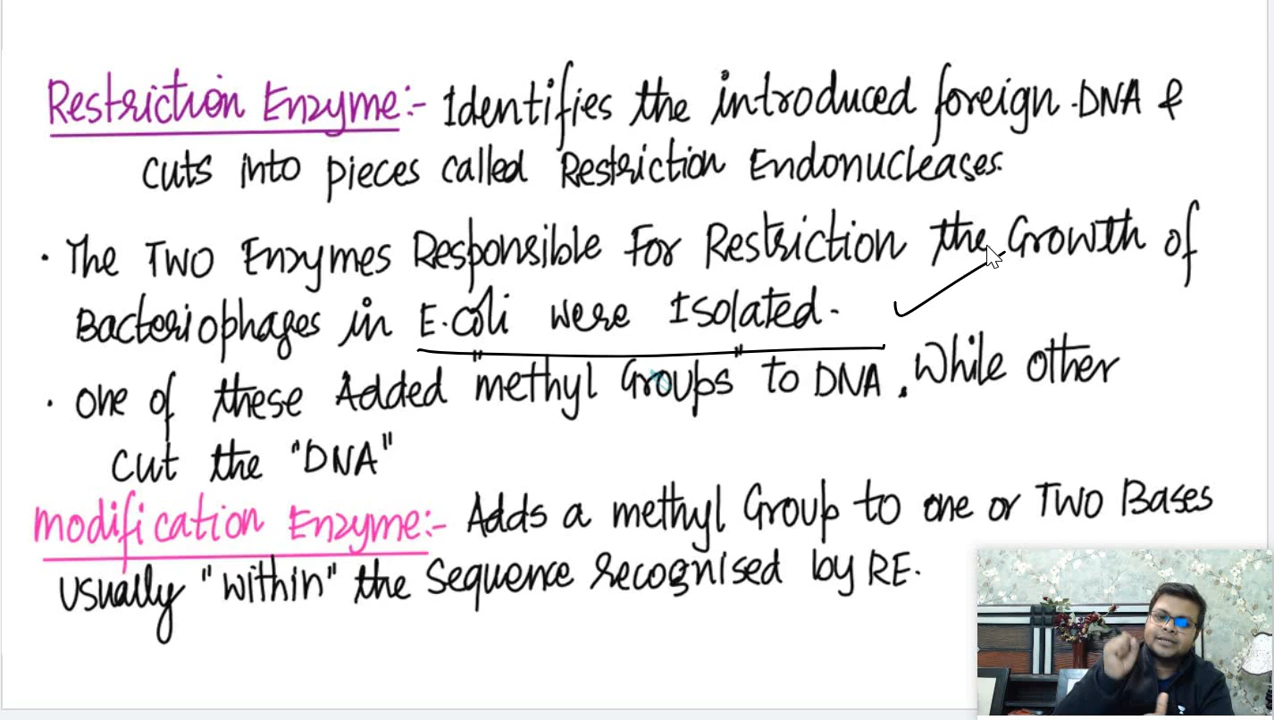 Restriction Enzyme:- Identifies the introduced foreign DNA &
cuts into pieces called Restriction Endonucleases.
· The Two Enzymes Responsible For Restriction the Growth of
Bacteriophages in E.Coli were Isolated.
· One of these Added "methyl Groups" to DNA, While other
cut the "DNA"
modification Enzyme:- Adds a methyl Group to one or Two Bases
usually "within" the Sequence recognised by RE.